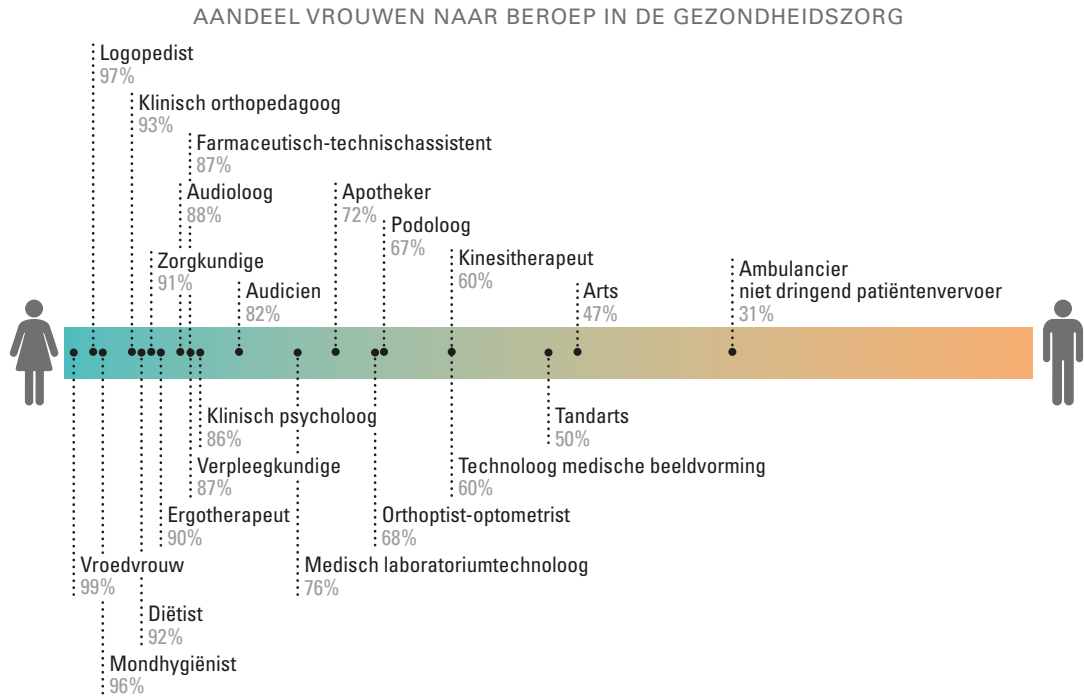 AANDEEL VROUWEN NAAR BEROEP IN DE GEZONDHEIDSZORG
Logopedist
97%
Klinisch orthopedagoog
93%
Farmaceutisch-technischassistent
87%
Audioloog
88%
Apotheker
72%
Podoloog
67%
Zorgkundige
91%
Kinesitherapeut
60%
Audicien
82%
Arts
47%
Ambulancier
niet dringend patiëntenvervoer
31%
Klinisch psycholoog
86%
Tandarts
50%
Verpleegkundige
87%
Technoloog medische beeldvorming
60%
Ergotherapeut
90%
Orthoptist-optometrist
68%
Vroedvrouw
99%
Medisch laboratoriumtechnoloog
76%
Diëtist
92%
Mondhygiënist
96%